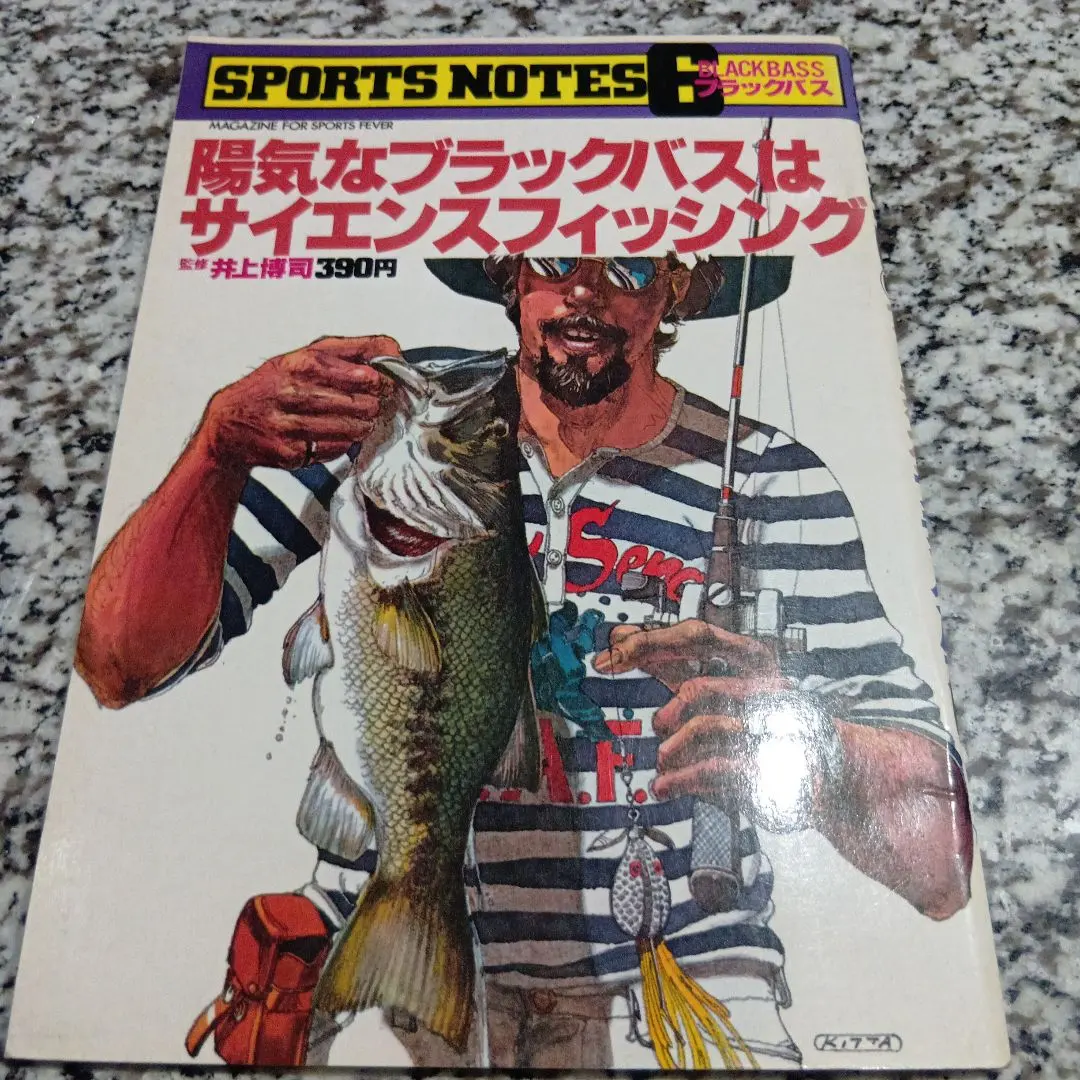 SPORTS NOTES 6
BLACKBASS
ブラックバス
MAGAZINE FOR SPORTS FEVER
陽気なブラックバスは
サイエンスフィッシング
監修 井上博司 390円
A.F.
KITTA